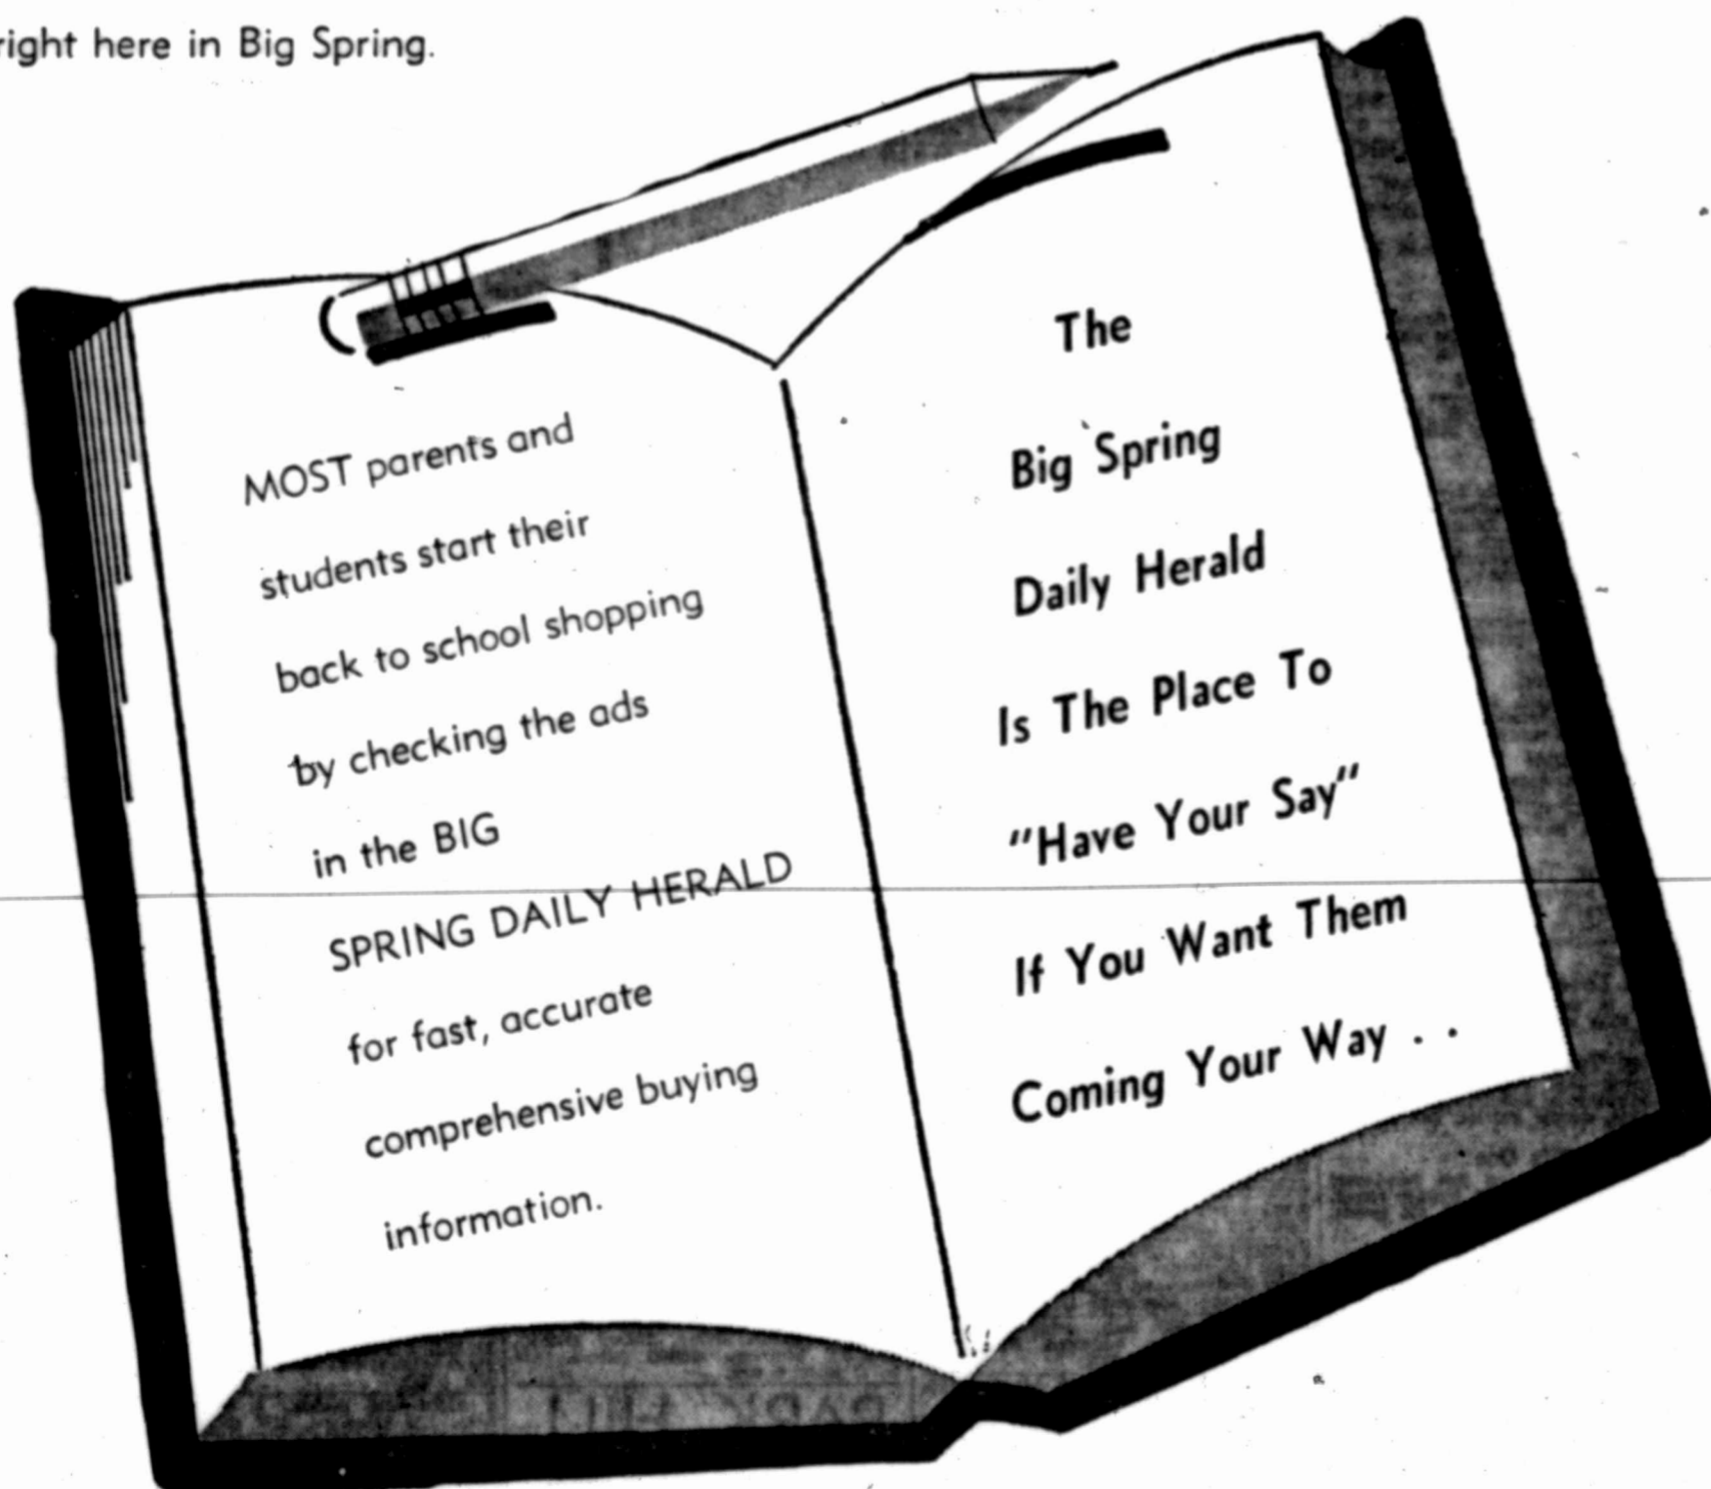 right here in Big Spring.
MOST parents and
students start their
back to school shopping
by checking the ads
in the BIG
SPRING DAILY HERALD
for fast, accurate
comprehensive buying
information.
The
Big Spring
Daily Herald
Is The Place To
"Have Your Say"
If You Want Them
Coming Your Way . .